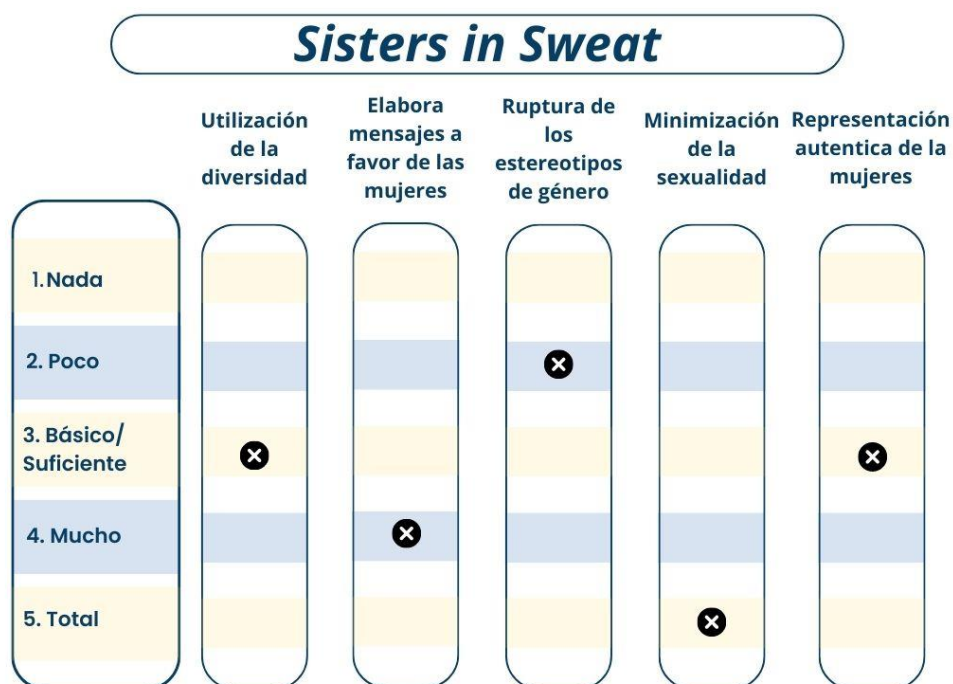 Sisters in Sweat
Utilización
de la
diversidad
Elabora
mensajes a
favor de las
mujeres
Ruptura de
los
estereotipos
de género
Minimización
de la
sexualidad
Representación
autentica de la
mujeres
1.Nada
2. Poco
3. Básico/
Suficiente
4. Mucho
5. Total